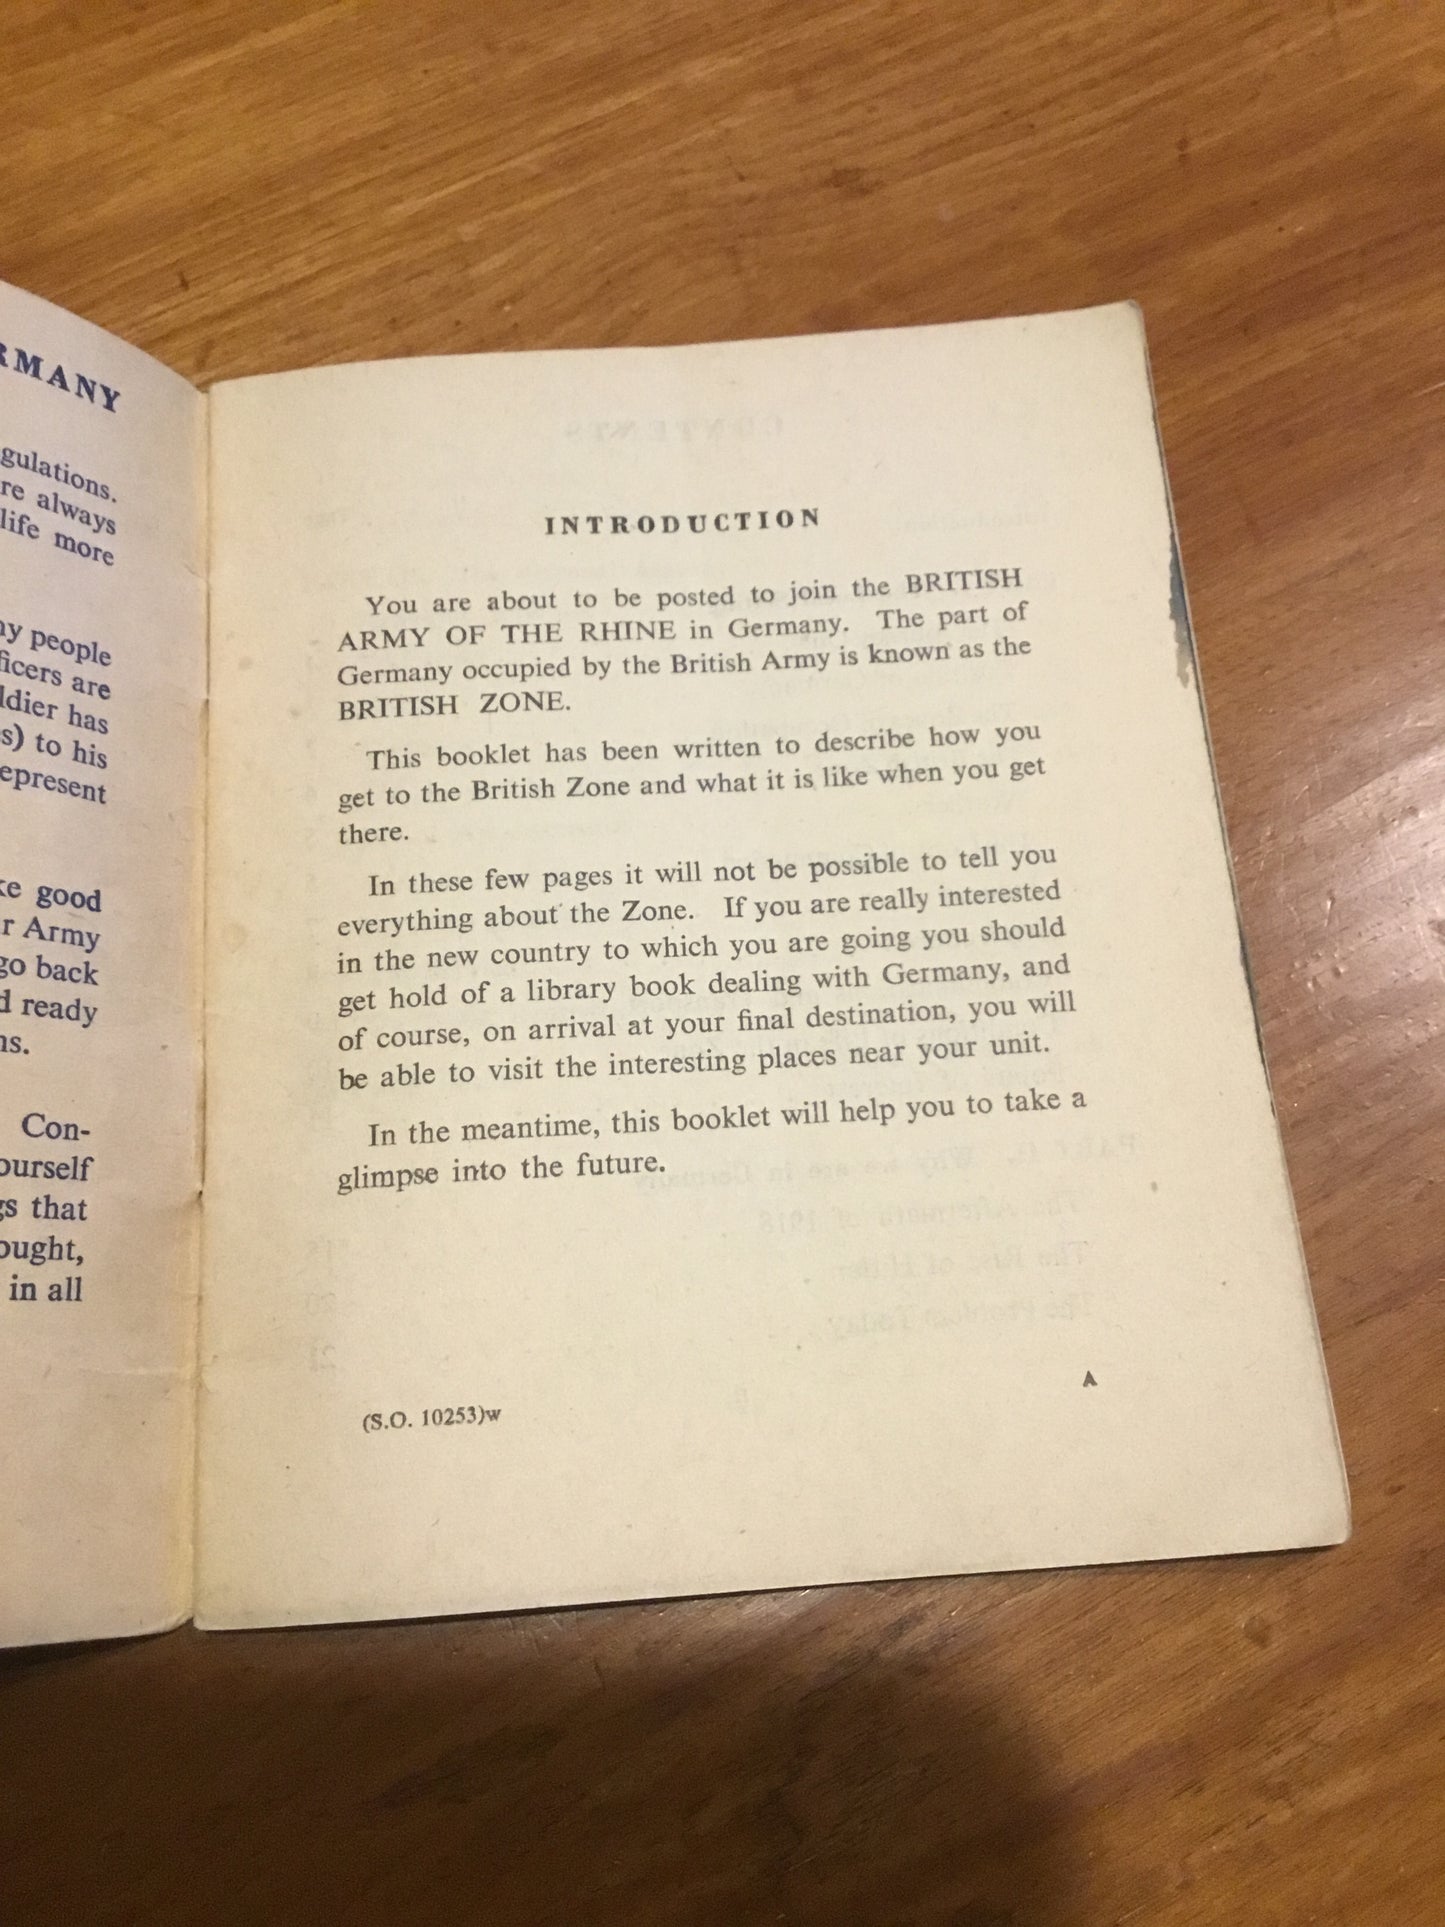 RMANY
gulations.
re always
life more
ny people
ficers are
ldier has
s) to his
epresent
ke good
r Army
go back
d ready
ns.
Con-
ourself
gs that
ought,
in all
INTRODUCTION
You are about to be posted to join the BRITISH
ARMY OF THE RHINE in Germany. The part of
Germany occupied by the British Army is known as the
BRITISH ZONE.
This booklet has been written to describe how you
get to the British Zone and what it is like when you get
there.
In these few pages it will not be possible to tell you
everything about the Zone. If you are really interested
in the new country to which you are going you should
get hold of a library book dealing with Germany, and
of course, on arrival at your final destination, you will
be able to visit the interesting places near your unit.
In the meantime, this booklet will help you to take a
glimpse into the future.
A
(S.O. 10253)w